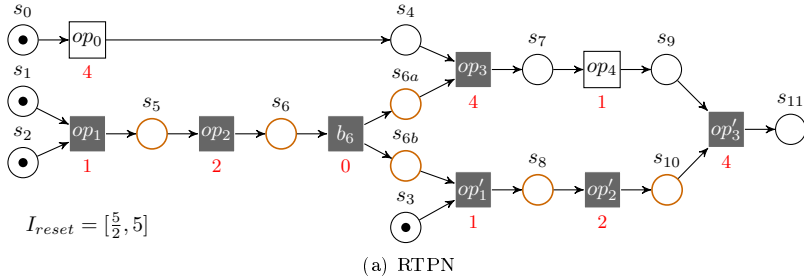 s₀ s₄
op₀ s₇ s₉
s₁ 4 s₆ₐ op₃ op₄ s₁₁
s₂ s₅ s₆ 4 1
op₁ op₂ b₆ op′₃
1 2 0 s₆b s₈ s₁₀ 4
s₃ op′₁ op′₂
I_reset = [5/2, 5] 1 2
(a) RTPN